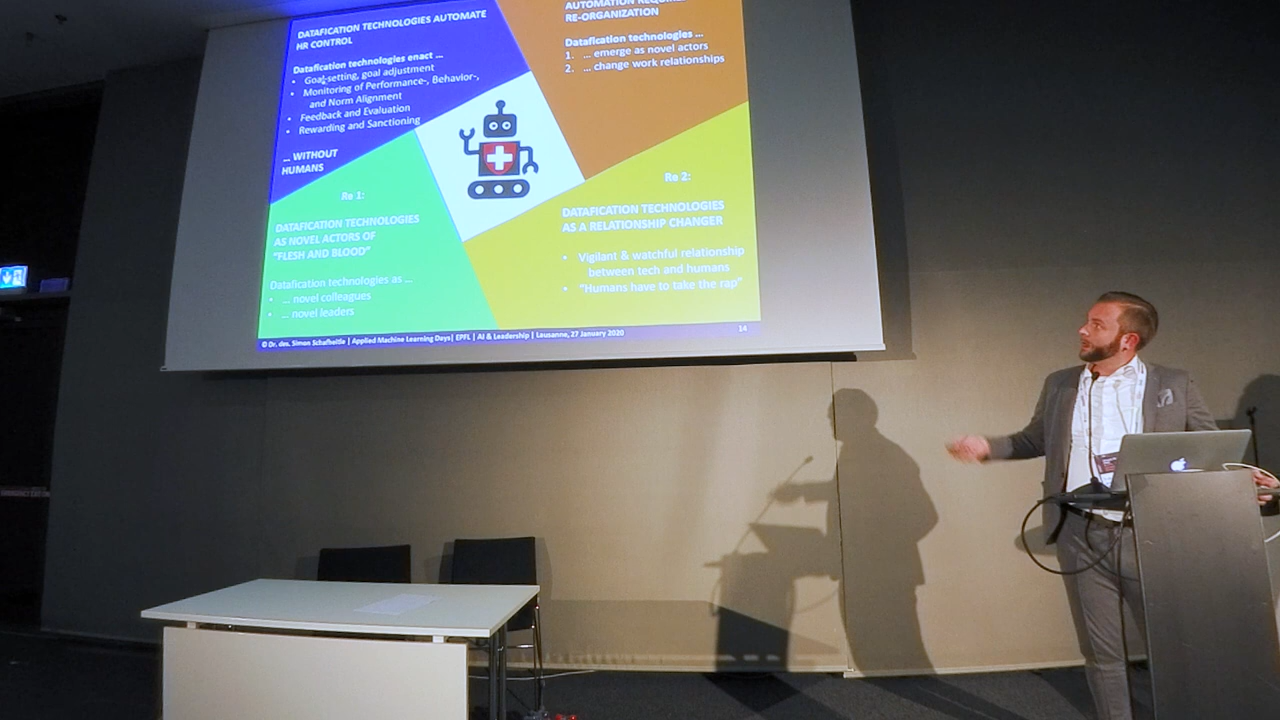 DATAFICATION TECHNOLOGIES AUTOMATE
HR CONTROL
Datafication technologies enact ...
• Goal-setting, goal adjustment
• Monitoring of Performance-, Behavior-,
and Norm Alignment
• Feedback and Evaluation
• Rewarding and Sanctioning
... WITHOUT
HUMANS
AUTOMATION
RE-ORGANIZATION
Datafication technologies ...
1. ... emerge as novel actors
2. ... change work relationships
Re 1:
DATAFICATION TECHNOLOGIES
AS NOVEL ACTORS OF
"FLESH AND BLOOD"
Datafication technologies as ...
• ... novel colleagues
• ... novel leaders
Re 2:
DATAFICATION TECHNOLOGIES
AS A RELATIONSHIP CHANGER
• Vigilant & watchful relationship
between tech and humans
• "Humans have to take the rap"
© Dr. des. Simon Schafheitle | Applied Machine Learning Days| EPFL | AI & Leadership | Lausanne, 27 January 2020
14